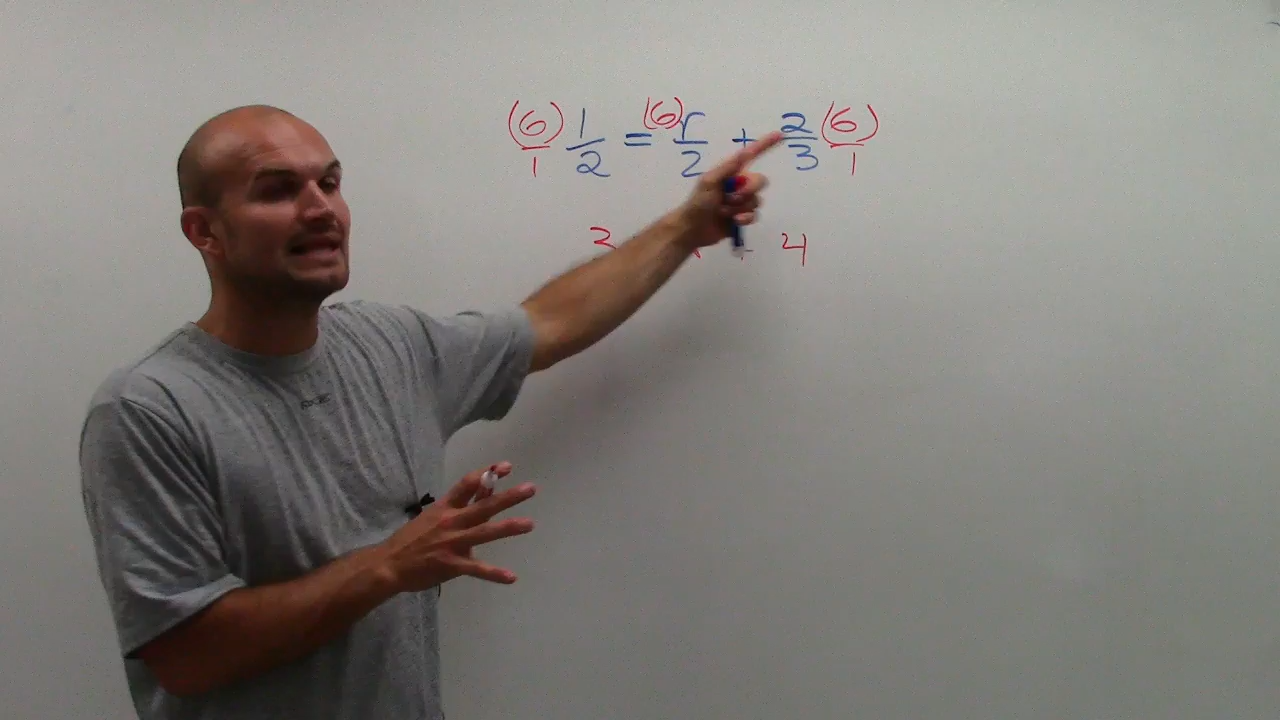 (6)/1 1/2 = (6) r/2 + 2/3 (6)/1
3 + 4